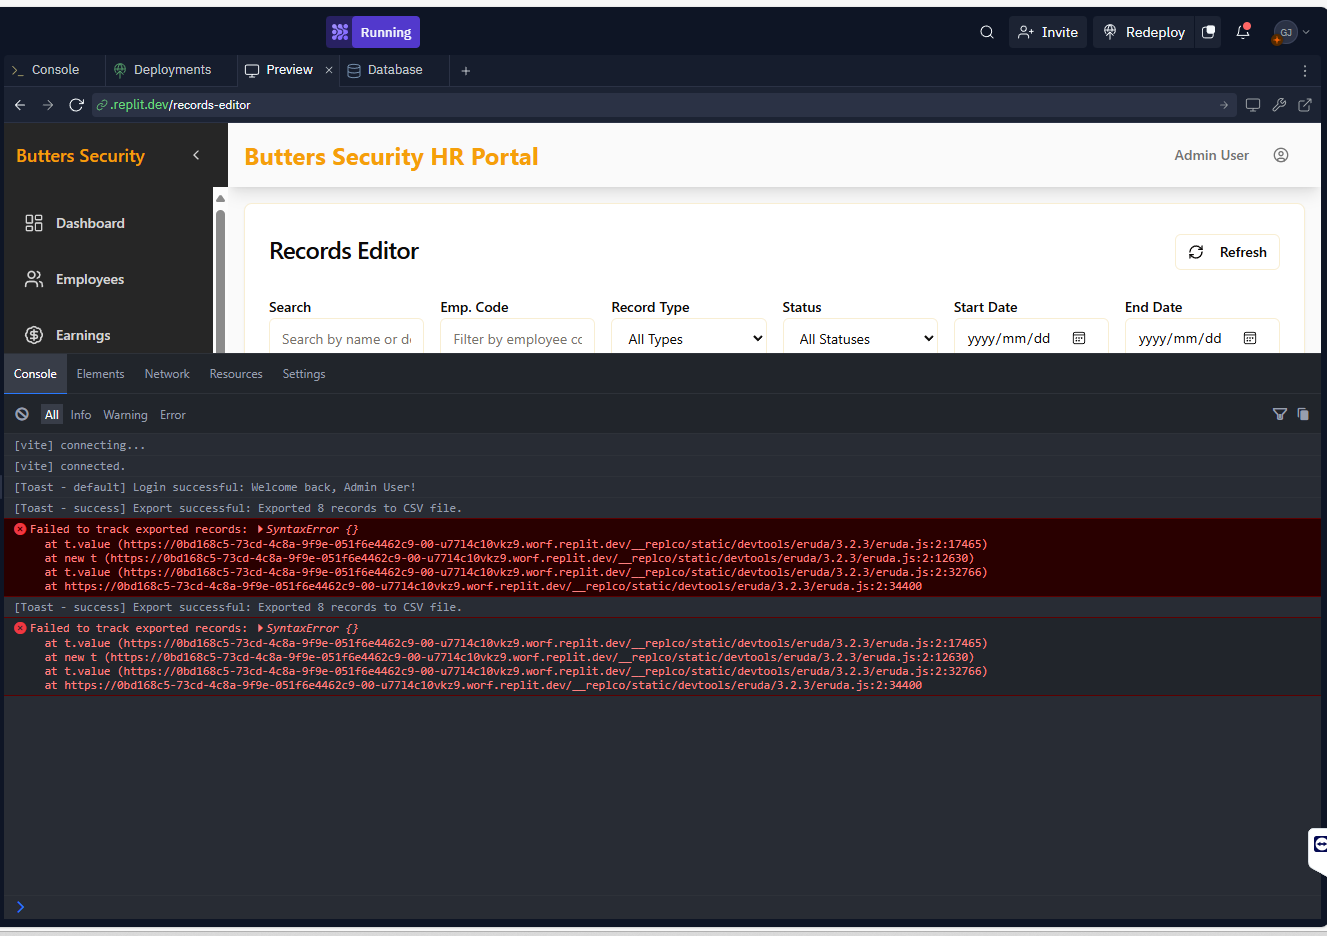 Running
Invite
Redeploy
GJ
Console
Deployments
Preview
Database
.replit.dev/records-editor
Butters Security
Butters Security HR Portal
Admin User
Dashboard
Employees
Earnings
Records Editor
Refresh
Search
Emp. Code
Record Type
Status
Start Date
End Date
Search by name or de
Filter by employee cc
All Types
All Statuses
yyyy/mm/dd
yyyy/mm/dd
Console
Elements
Network
Resources
Settings
All
Info
Warning
Error
[vite] connecting...
[vite] connected.
[Toast - default] Login successful: Welcome back, Admin User!
[Toast - success] Export successful: Exported 8 records to CSV file.
Failed to track exported records: SyntaxError {}
at t.value (https://0bd168c5-73cd-4c8a-9f9e-051f6e4462c9-00-u77l4c10vkz9.worf.replit.dev/__replco/static/devtools/eruda/3.2.3/eruda.js:2:17465)
at new t (https://0bd168c5-73cd-4c8a-9f9e-051f6e4462c9-00-u77l4c10vkz9.worf.replit.dev/__replco/static/devtools/eruda/3.2.3/eruda.js:2:12630)
at t.value (https://0bd168c5-73cd-4c8a-9f9e-051f6e4462c9-00-u77l4c10vkz9.worf.replit.dev/__replco/static/devtools/eruda/3.2.3/eruda.js:2:32766)
at https://0bd168c5-73cd-4c8a-9f9e-051f6e4462c9-00-u77l4c10vkz9.worf.replit.dev/__replco/static/devtools/eruda/3.2.3/eruda.js:2:34400
[Toast - success] Export successful: Exported 8 records to CSV file.
Failed to track exported records: SyntaxError {}
at t.value (https://0bd168c5-73cd-4c8a-9f9e-051f6e4462c9-00-u77l4c10vkz9.worf.replit.dev/__replco/static/devtools/eruda/3.2.3/eruda.js:2:17465)
at new t (https://0bd168c5-73cd-4c8a-9f9e-051f6e4462c9-00-u77l4c10vkz9.worf.replit.dev/__replco/static/devtools/eruda/3.2.3/eruda.js:2:12630)
at t.value (https://0bd168c5-73cd-4c8a-9f9e-051f6e4462c9-00-u77l4c10vkz9.worf.replit.dev/__replco/static/devtools/eruda/3.2.3/eruda.js:2:32766)
at https://0bd168c5-73cd-4c8a-9f9e-051f6e4462c9-00-u77l4c10vkz9.worf.replit.dev/__replco/static/devtools/eruda/3.2.3/eruda.js:2:34400